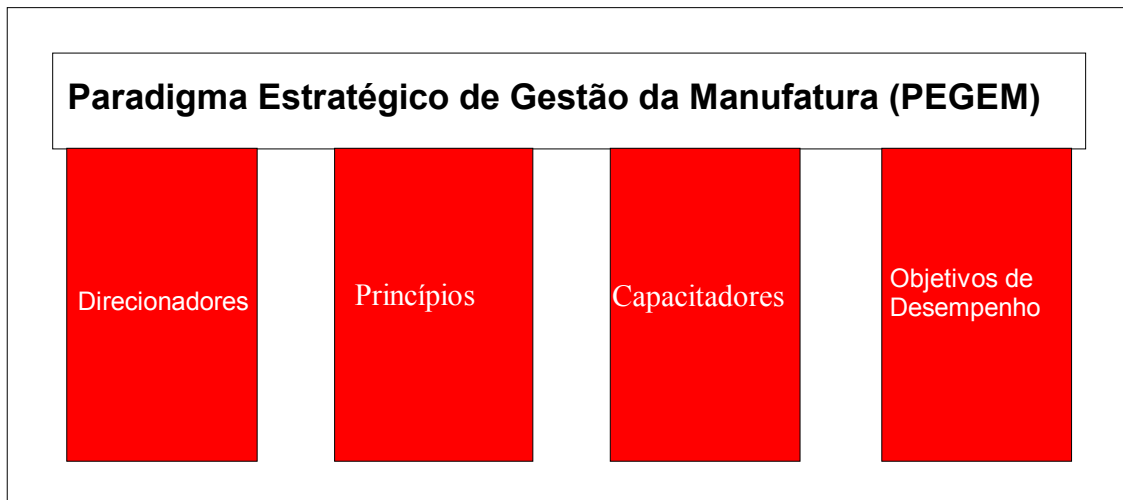 Paradigma Estratégico de Gestão da Manufatura (PEGEM)
Direcionadores
Princípios
Capacitadores
Objetivos de
Desempenho